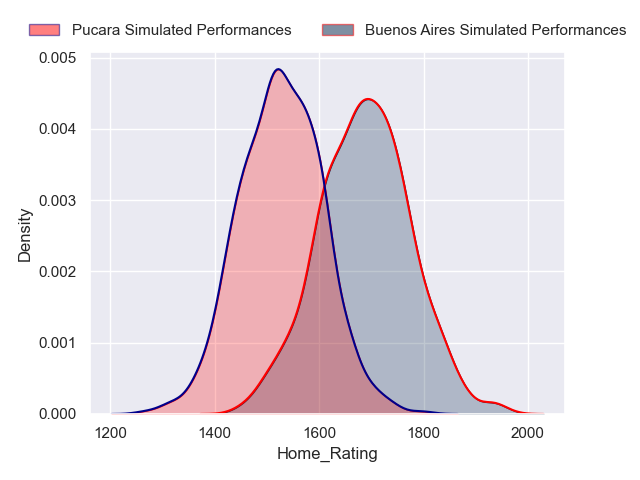 Pucara Simulated Performances
Buenos Aires Simulated Performances
0.005
0.004
0.003
0.002
0.001
0.000
Density
1200
1400
1600
1800
2000
Home_Rating